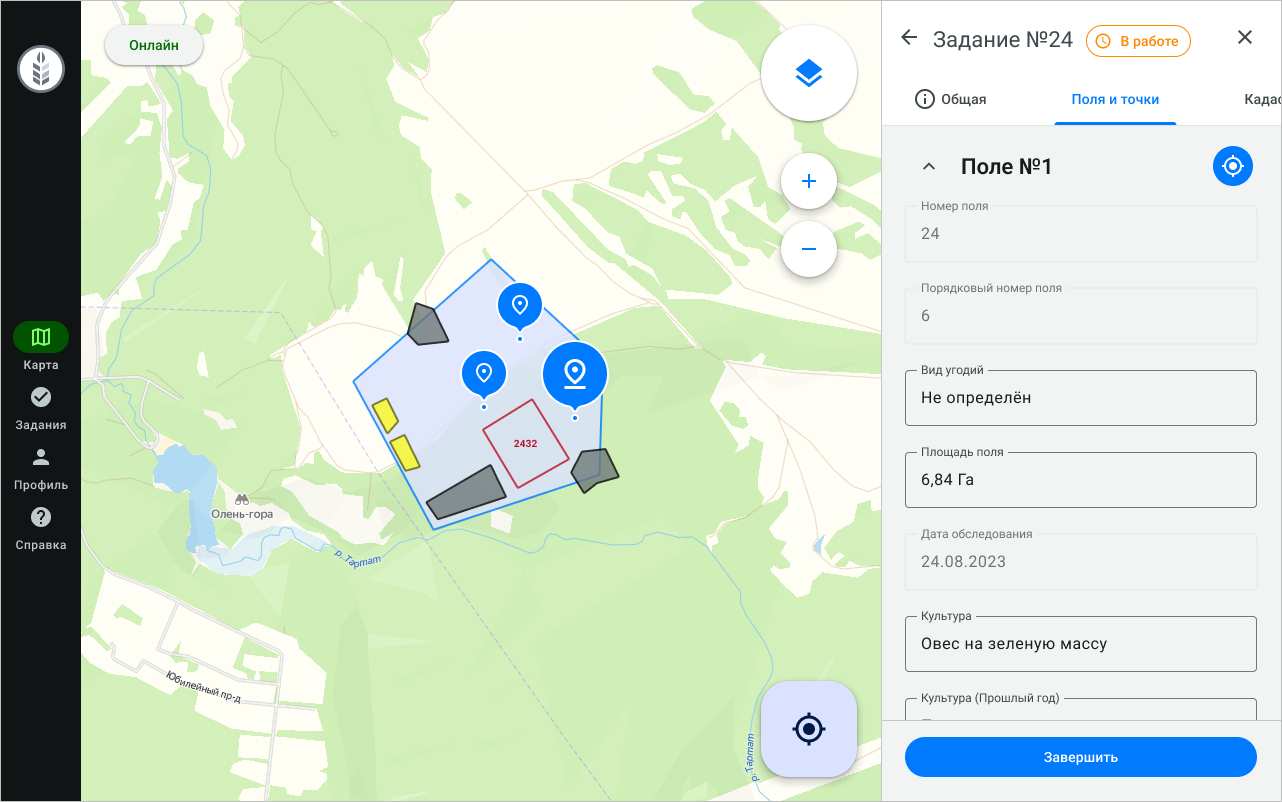 Онлайн
Карта
Задания
Профиль
Справка
2432
Олень-гора
р. Тартат
Юбилейный пр-д
р. Тартат
Задание №24
В работе
Общая
Поля и точки
Кадас
Поле №1
Номер поля
24
Порядковый номер поля
6
Вид угодий
Не определён
Площадь поля
6,84 Га
Дата обследования
24.08.2023
Культура
Овес на зеленую массу
Культура (Прошлый год)
Завершить